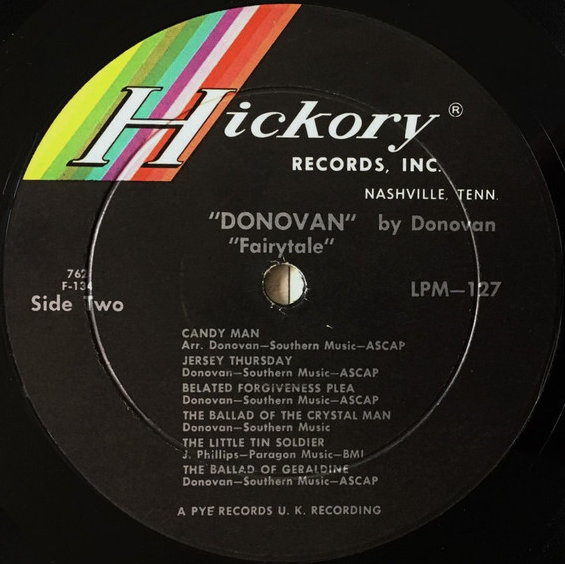 Hickory ®
RECORDS, INC.
NASHVILLE, TENN.
"DONOVAN" by Donovan
"Fairytale"
F-134
Side Two
LPM—127
CANDY MAN
Arr. Donovan—Southern Music—ASCAP
JERSEY THURSDAY
Donovan—Southern Music—ASCAP
BELATED FORGIVENESS PLEA
Donovan—Southern Music—ASCAP
THE BALLAD OF THE CRYSTAL MAN
Donovan—Southern Music
THE LITTLE TIN SOLDIER
J. Phillips—Paragon Music—BMI
THE BALLAD OF GERALDINE
Donovan—Southern Music—ASCAP
A PYE RECORDS U. K. RECORDING